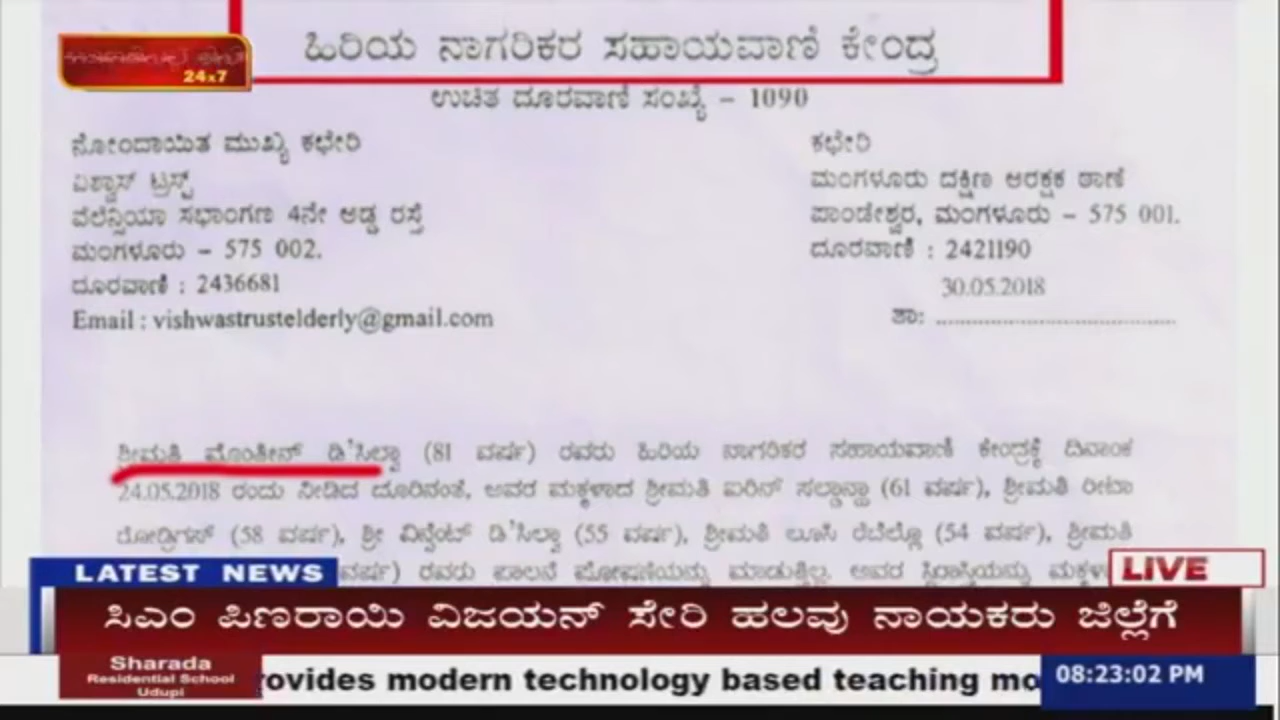 ಹಿರಿಯ ನಾಗರಿಕರ ಸಹಾಯವಾಣಿ ಕೇಂದ್ರ
24x7
ಉಚಿತ ದೂರವಾಣಿ ಸಂಖ್ಯೆ - 1090
ನೋಂದಾಯಿತ ಮುಖ್ಯ ಕಛೇರಿ
ವಿಶ್ವಾಸ್ ಟ್ರಸ್ಟ್
ವೆಲೆನ್ಸಿಯಾ ಸಭಾಂಗಣ 4ನೇ ಅಡ್ಡ ರಸ್ತೆ
ಮಂಗಳೂರು - 575 002.
ದೂರವಾಣಿ : 2436681
Email : vishwastrustelderly@gmail.com
ಕಛೇರಿ
ಮಂಗಳೂರು ದಕ್ಷಿಣ ಆರಕ್ಷಕ ಠಾಣೆ
ಪಾಂಡೇಶ್ವರ, ಮಂಗಳೂರು - 575 001.
ದೂರವಾಣಿ : 2421190
30.05.2018
ತಾ: ........................................
ಶ್ರೀಮತಿ ಡಿ'ಸಿಲ್ವಾ (81 ವರ್ಷ) ರವರು ಹಿರಿಯ ನಾಗರಿಕರ ಸಹಾಯವಾಣಿ ಕೇಂದ್ರಕ್ಕೆ ದಿನಾಂಕ
24.05.2018 ರಂದು ನೀಡಿದ ದೂರಿನಂತೆ, ಅವರ ಮಕ್ಕಳಾದ ಶ್ರೀಮತಿ ಐರಿನ್ ಸಲ್ಡಾನ್ಹಾ (61 ವರ್ಷ), ಶ್ರೀಮತಿ ರೀಟಾ
ರೋಡ್ರಿಗಸ್ (58 ವರ್ಷ), ಶ್ರೀ ವಿನ್ಸೆಂಟ್ ಡಿ'ಸಿಲ್ವಾ (55 ವರ್ಷ), ಶ್ರೀಮತಿ ಲೂಸಿ ರೆಬೆಲ್ಲೊ (54 ವರ್ಷ), ಶ್ರೀಮತಿ
ವರ್ಷ) ರವರು ಪಾಲನೆ ಪೋಷಣೆಯನ್ನು ಮಾಡುತ್ತಿಲ್ಲ. ಅವರ ಸ್ಥಿರಾಸ್ತಿಯನ್ನು
LATEST NEWS
LIVE
ಸಿಎಂ ಪಿಣರಾಯಿ ವಿಜಯನ್ ಸೇರಿ ಹಲವು ನಾಯಕರು ಜಿಲ್ಲೆಗೆ
Sharada
Residential School
Udupi
ovides modern technology based teaching mo
08:23:02 PM